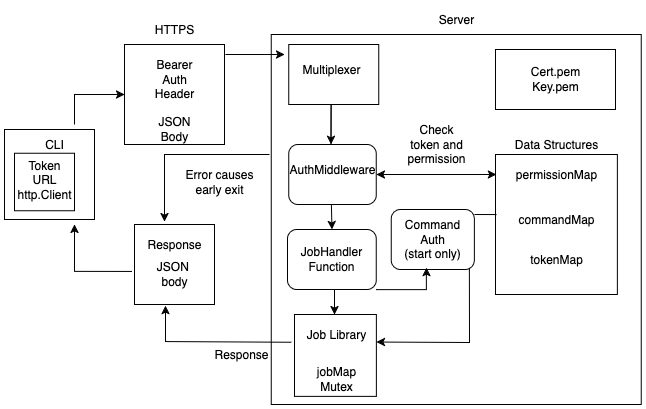 Server
HTTPS
Bearer
Auth
Header
JSON
Body
Multiplexer
Cert.pem
Key.pem
CLI
Token
URL
http.Client
Error causes
early exit
AuthMiddleware
Check
token and
permission
Data Structures
permissionMap
commandMap
tokenMap
Response
JSON
body
JobHandler
Function
Command
Auth
(start only)
Response
Job Library
jobMap
Mutex